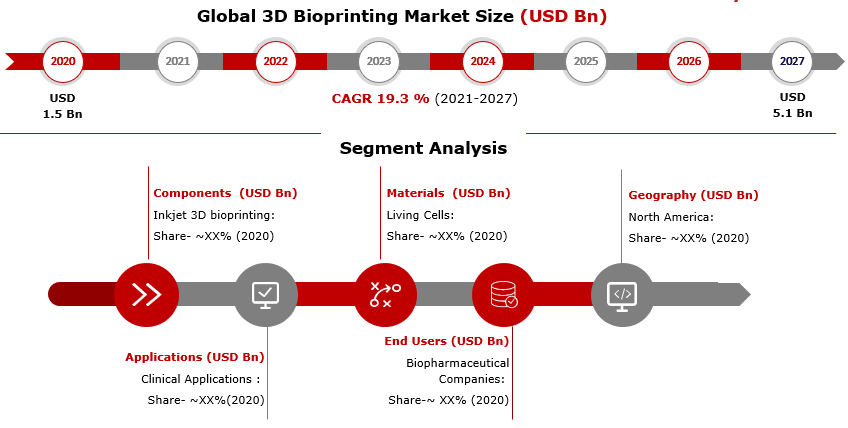 Global 3D Bioprinting Market Size (USD Bn)
2020
2021
2022
2023
2024
2025
2026
2027
USD
1.5 Bn
CAGR 19.3 % (2021-2027)
USD
5.1 Bn
Segment Analysis
Components (USD Bn)
Inkjet 3D bioprinting:
Share- ~XX% (2020)
Materials (USD Bn)
Living Cells:
Share- ~XX% (2020)
Geography (USD Bn)
North America:
Share- ~XX% (2020)
Applications (USD Bn)
Clinical Applications :
Share- ~XX%(2020)
End Users (USD Bn)
Biopharmaceutical
Companies:
Share-~ XX% (2020)